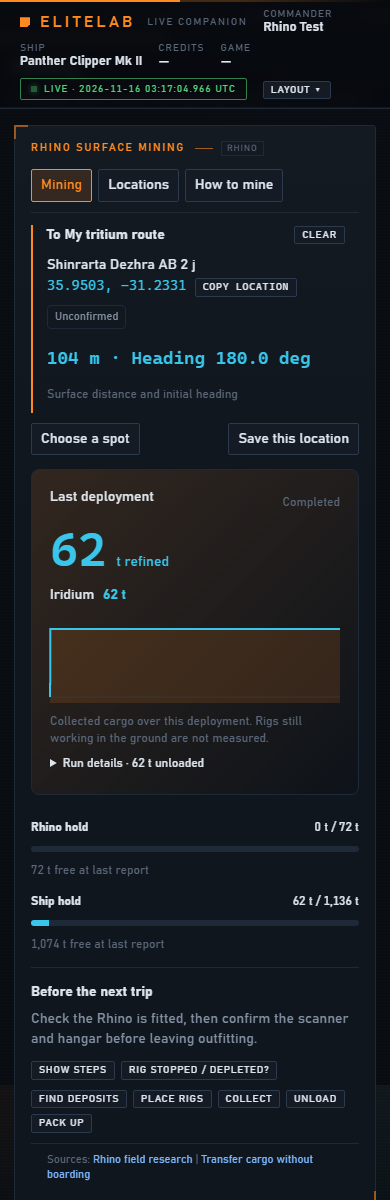 ELITELAB LIVE COMPANION
COMMANDER
Rhino Test
SHIP
Panther Clipper Mk II
CREDITS
—
GAME
—
LIVE · 2026-11-16 03:17:04.966 UTC
LAYOUT ▾
RHINO SURFACE MINING — RHINO
Mining
Locations
How to mine
To My tritium route
CLEAR
Shinrarta Dezhra AB 2 j
35.9503, −31.2331 COPY LOCATION
Unconfirmed
104 m · Heading 180.0 deg
Surface distance and initial heading
Choose a spot
Save this location
Last deployment
Completed
62 t refined
Iridium 62 t
Collected cargo over this deployment. Rigs still
working in the ground are not measured.
▶ Run details · 62 t unloaded
Rhino hold 0 t / 72 t
72 t free at last report
Ship hold 62 t / 1,136 t
1,074 t free at last report
Before the next trip
Check the Rhino is fitted, then confirm the scanner
and hangar before leaving outfitting.
SHOW STEPS
RIG STOPPED / DEPLETED?
FIND DEPOSITS
PLACE RIGS
COLLECT
UNLOAD
PACK UP
Sources: Rhino field research | Transfer cargo without
boarding